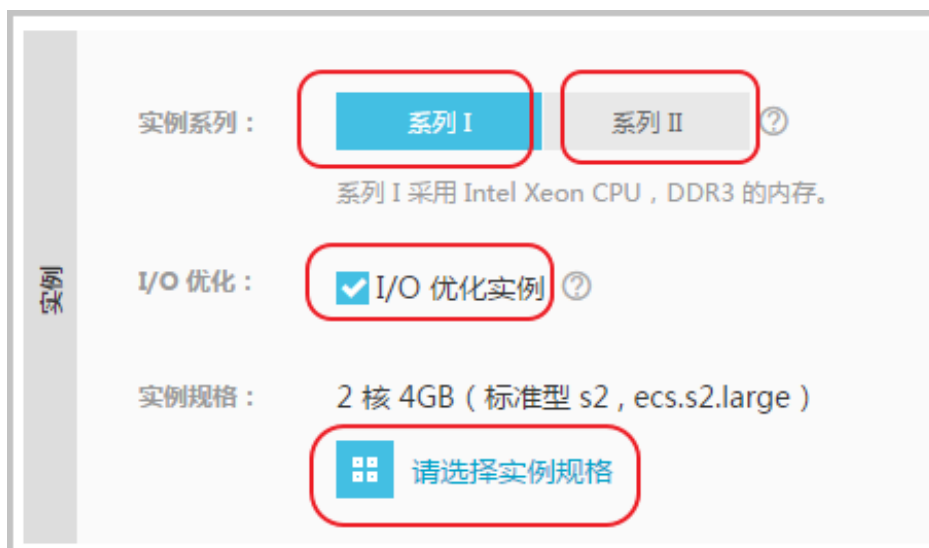 实例
实例系列：
系列 I
系列 II
系列 I 采用 Intel Xeon CPU，DDR3 的内存。
I/O 优化：
I/O 优化实例
实例规格：
2 核 4GB（标准型 s2 , ecs.s2.large）
请选择实例规格